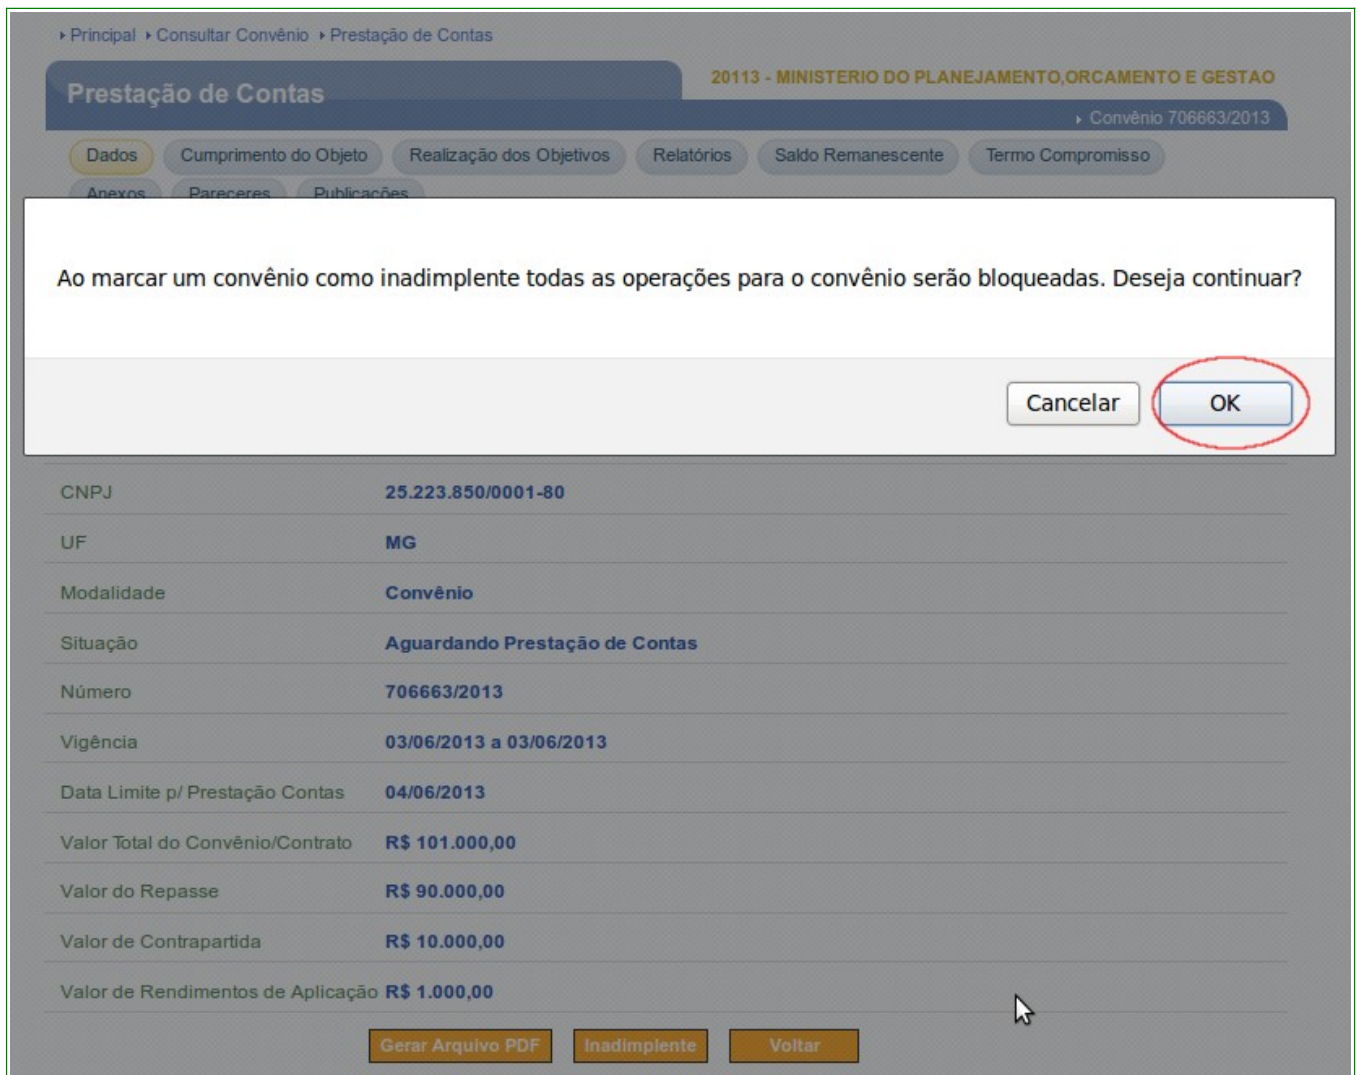 Principal Consultar Convênio Prestação de Contas
20113 - MINISTERIO DO PLANEJAMENTO,ORCAMENTO E GESTAO
Prestação de Contas
Convênio 706663/2013
Dados Cumprimento do Objeto Realização dos Objetivos Relatórios Saldo Remanescente Termo Compromisso
Anexos Pareceres Publicações
Ao marcar um convênio como inadimplente todas as operações para o convênio serão bloqueadas. Deseja continuar?
Cancelar OK
CNPJ 25.223.850/0001-80
UF MG
Modalidade Convênio
Situação Aguardando Prestação de Contas
Número 706663/2013
Vigência 03/06/2013 a 03/06/2013
Data Limite p/ Prestação Contas 04/06/2013
Valor Total do Convênio/Contrato R$ 101.000,00
Valor do Repasse R$ 90.000,00
Valor de Contrapartida R$ 10.000,00
Valor de Rendimentos de Aplicação R$ 1.000,00
Gerar Arquivo PDF Inadimplente Voltar